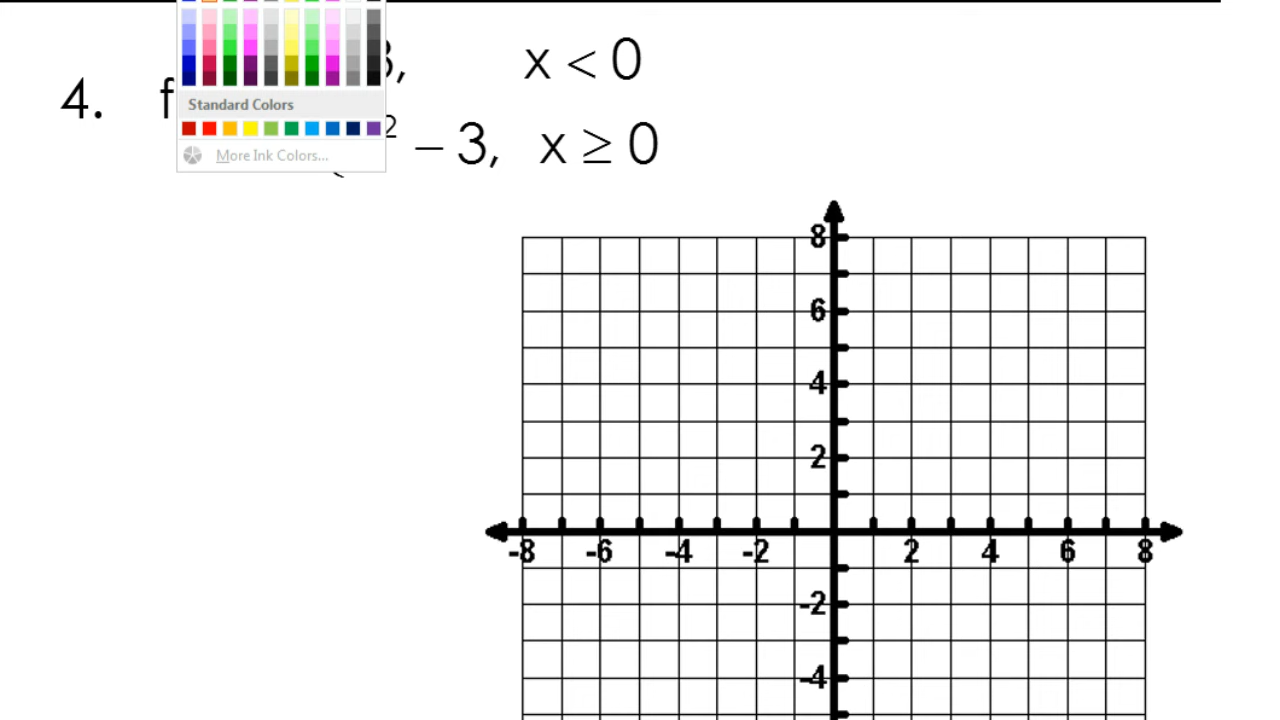 3, x < 0
4. f
Standard Colors
2 – 3, x ≥ 0
More Ink Colors...
8
6
4
2
-8 -6 -4 -2 2 4 6 8
-2
-4